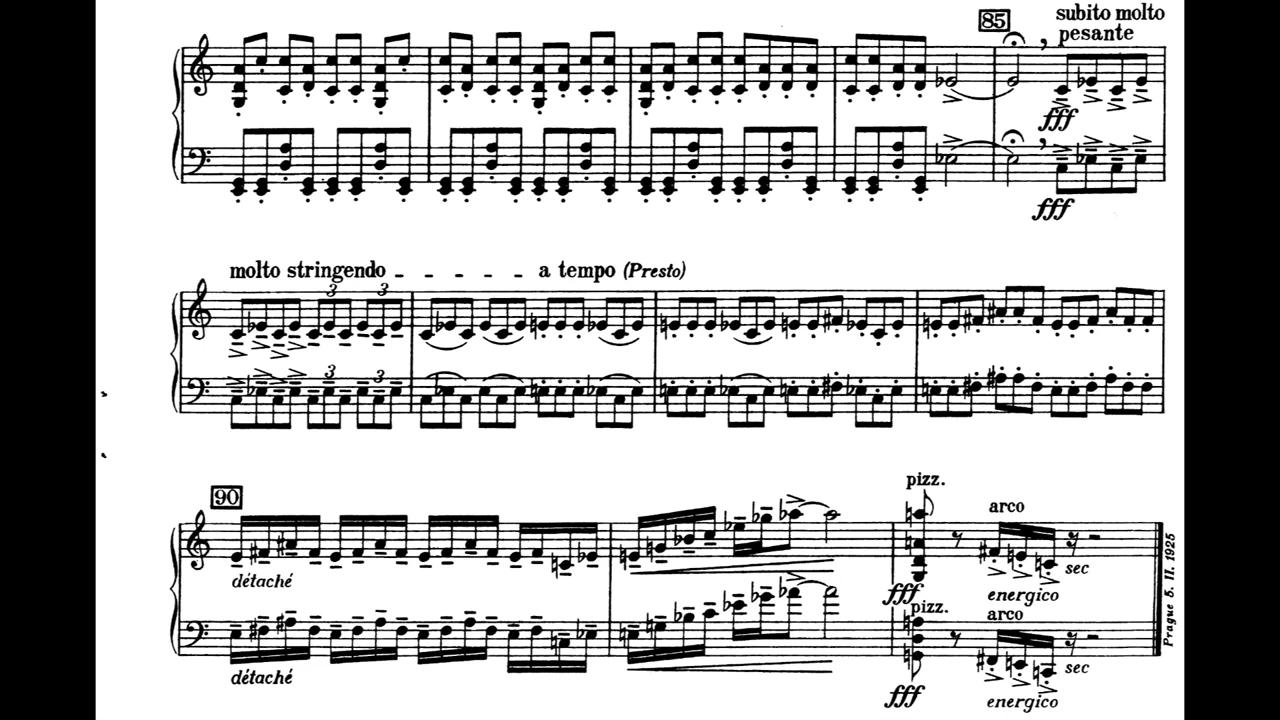 85 subito molto
pesante
fff
fff
molto stringendo _ _ _ _ _ a tempo (Presto)
3 3
3 3
90
détaché
détaché
pizz.
arco
sec
fff
energico
pizz.
arco
sec
fff
energico
Prague 5. II. 1925